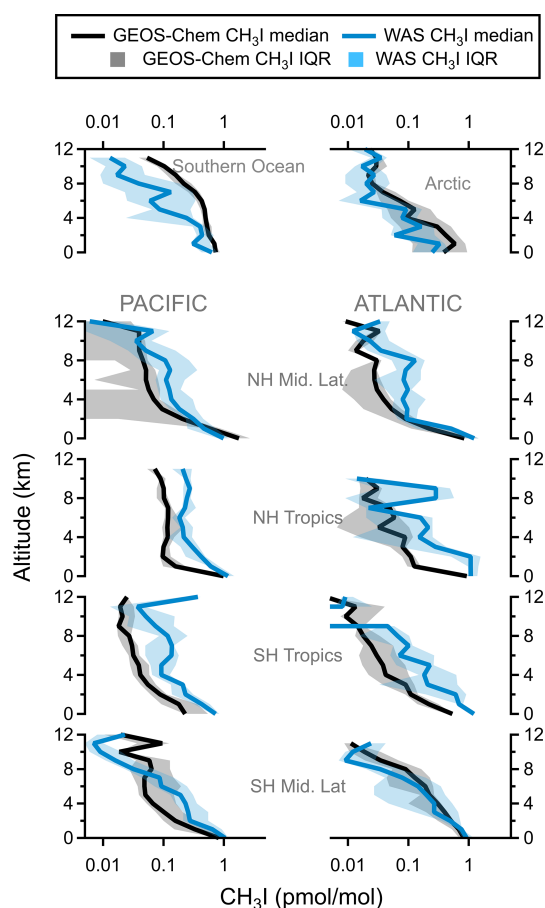 GEOS-Chem CH₃I median WAS CH₃I median
GEOS-Chem CH₃I IQR WAS CH₃I IQR
0.01 0.1 1 0.01 0.1 1
Southern Ocean
Arctic
12
8
4
0
PACIFIC ATLANTIC
12 12
8 8
4 4
0 0
NH Mid. Lat.
12 12
8 8
4 4
0 0
NH Tropics
12 12
8 8
4 4
0 0
SH Tropics
12 12
8 8
4 4
0 0
SH Mid. Lat
0.01 0.1 1 0.01 0.1 1
Altitude (km)
CH₃I (pmol/mol)